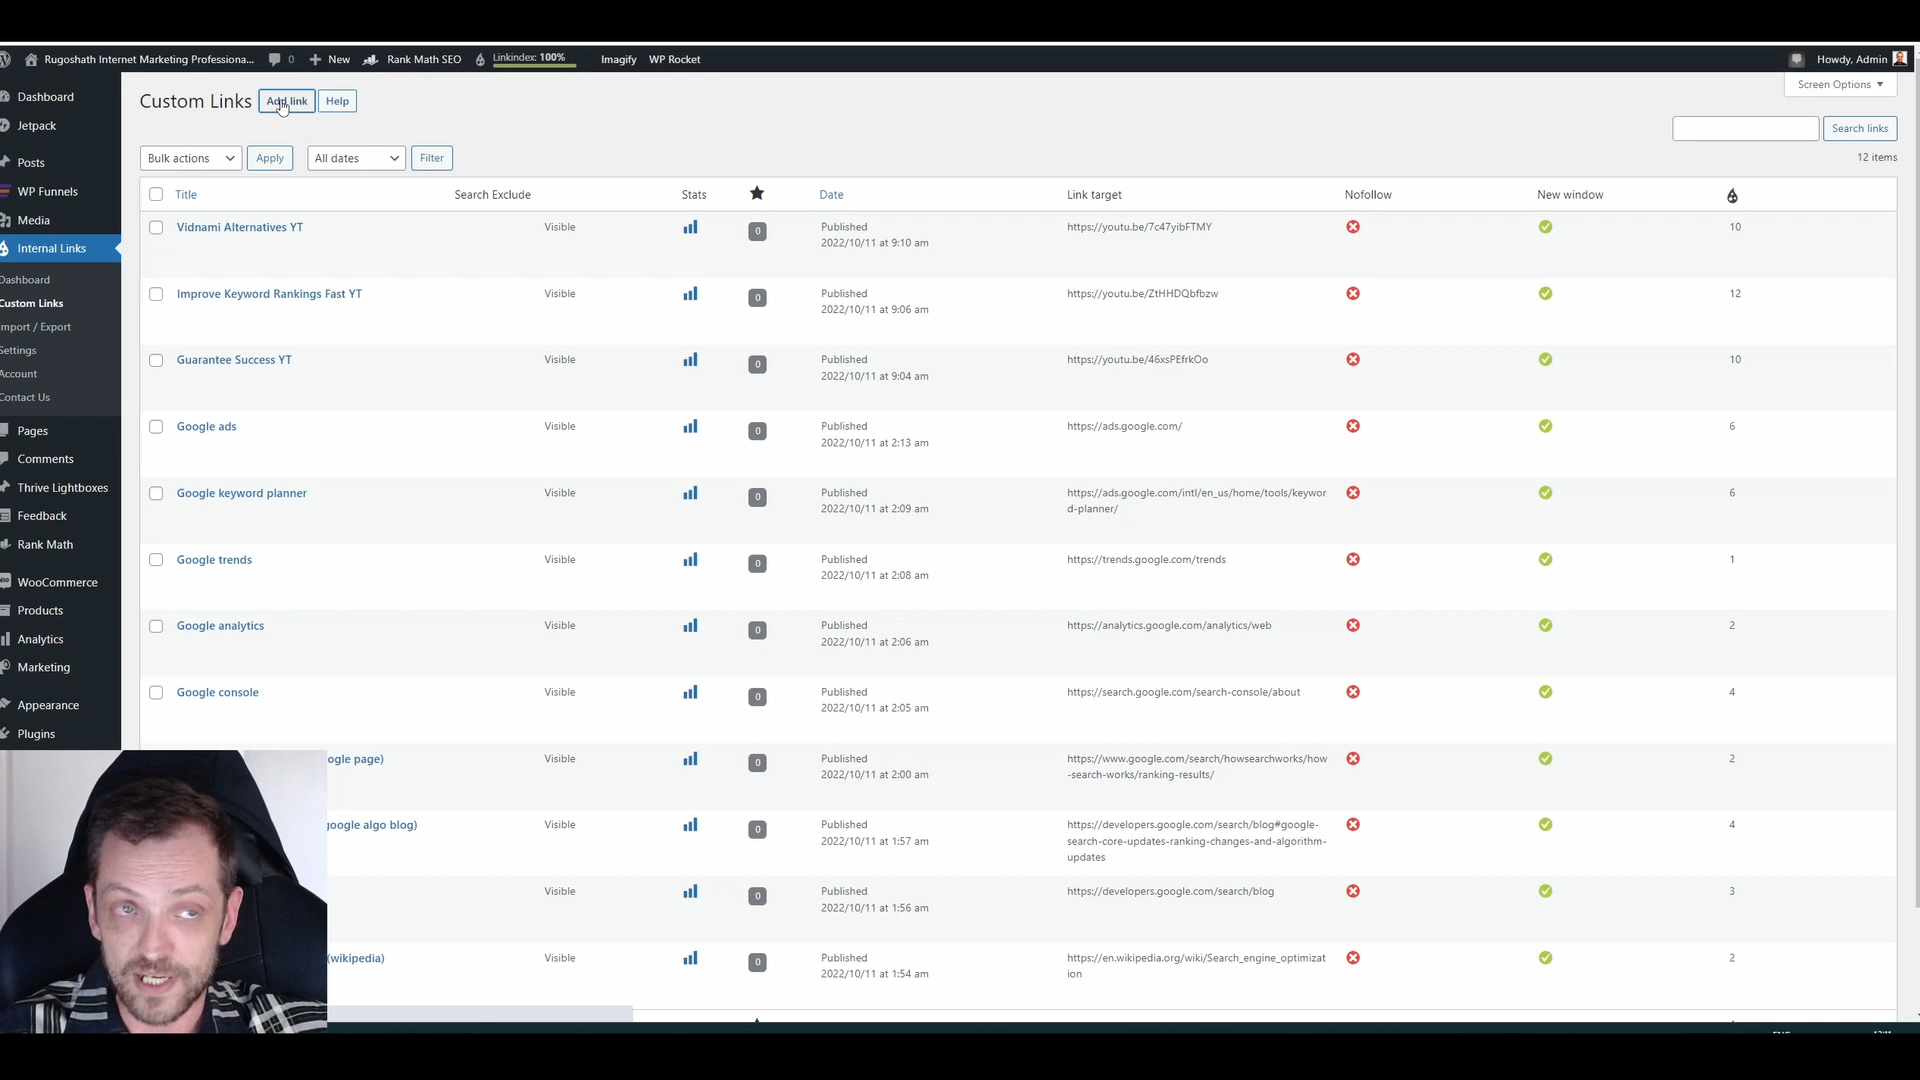 Rugoshath Internet Marketing Professiona... 0 New Rank Math SEO Linkindex: 100% Imagify WP Rocket Howdy, Admin
Screen Options
Custom Links Add link Help
Search links
Bulk actions Apply All dates Filter 12 items
Dashboard
Jetpack
Posts
WP Funnels
Media
Internal Links
Dashboard
Custom Links
Import / Export
Settings
Account
Contact Us
Pages
Comments
Thrive Lightboxes
Feedback
Rank Math
WooCommerce
Products
Analytics
Marketing
Appearance
Plugins
Title Search Exclude Stats Date Link target Nofollow New window
Vidnami Alternatives YT Visible 0 Published https://youtu.be/7c47yibFTMY 10
2022/10/11 at 9:10 am
Improve Keyword Rankings Fast YT Visible 0 Published https://youtu.be/ZtHHDQbfbzw 12
2022/10/11 at 9:06 am
Guarantee Success YT Visible 0 Published https://youtu.be/46xsPEfrkOo 10
2022/10/11 at 9:04 am
Google ads Visible 0 Published https://ads.google.com/ 6
2022/10/11 at 2:13 am
Google keyword planner Visible 0 Published https://ads.google.com/intl/en_us/home/tools/keywor 6
2022/10/11 at 2:09 am d-planner/
Google trends Visible 0 Published https://trends.google.com/trends 1
2022/10/11 at 2:08 am
Google analytics Visible 0 Published https://analytics.google.com/analytics/web 2
2022/10/11 at 2:06 am
Google console Visible 0 Published https://search.google.com/search-console/about 4
2022/10/11 at 2:05 am
ogle page) Visible 0 Published https://www.google.com/search/howsearchworks/how 2
2022/10/11 at 2:00 am -search-works/ranking-results/
google algo blog) Visible 0 Published https://developers.google.com/search/blog#google- 4
2022/10/11 at 1:57 am search-core-updates-ranking-changes-and-algorithm-
updates
Visible 0 Published https://developers.google.com/search/blog 3
2022/10/11 at 1:56 am
(wikipedia) Visible 0 Published https://en.wikipedia.org/wiki/Search_engine_optimizat 2
2022/10/11 at 1:54 am ion